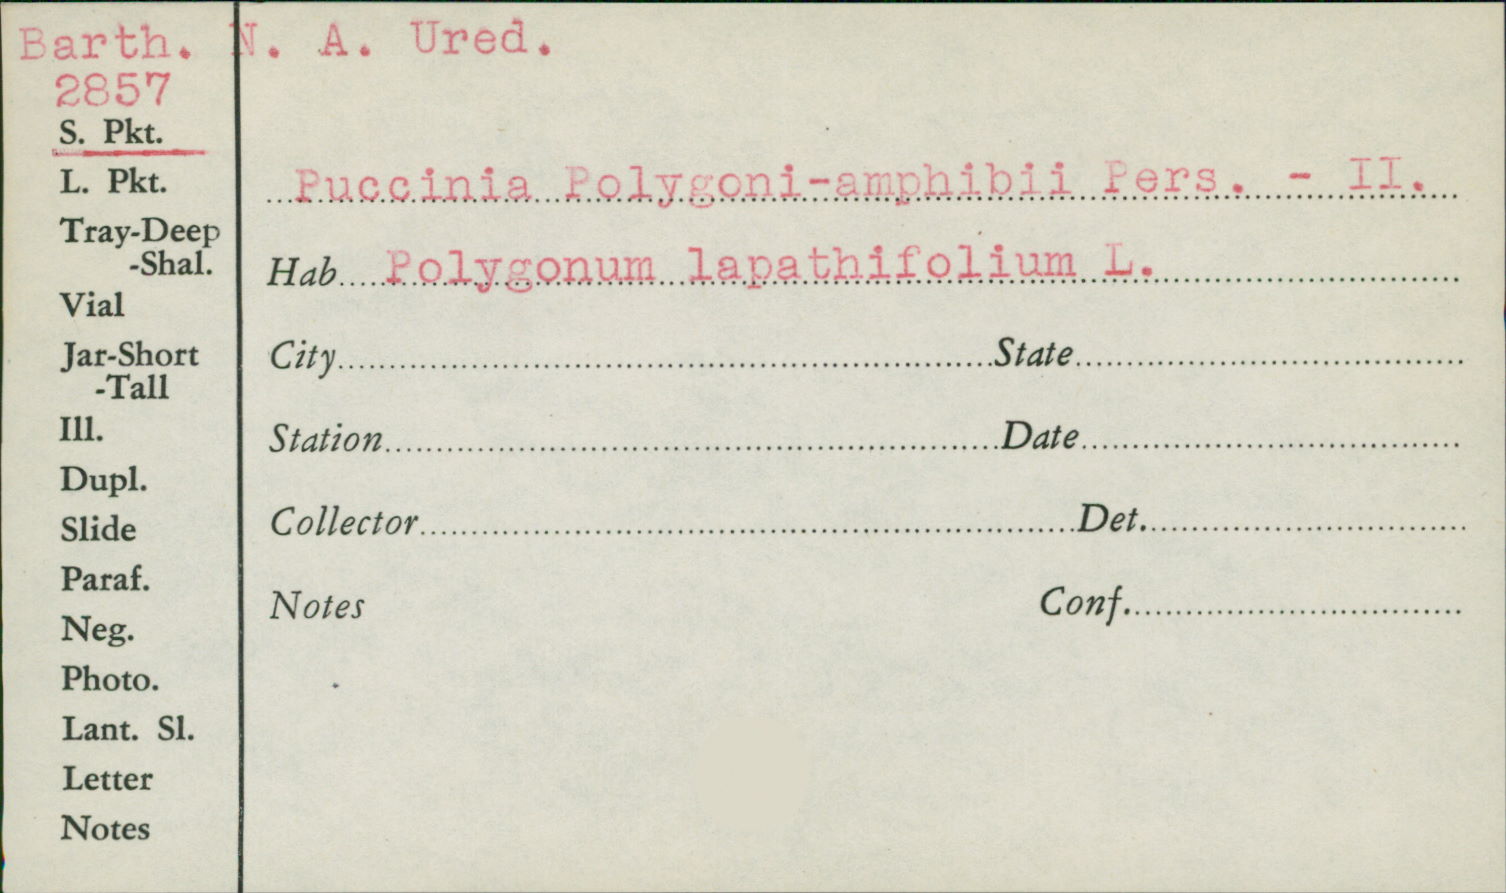 Barth. N. A. Ured.
2857
S. Pkt.
L. Pkt.
Tray-Deep
-Shal.
Vial
Jar-Short
-Tall
Ill.
Dupl.
Slide
Paraf.
Neg.
Photo.
Lant. Sl.
Letter
Notes
Puccinia Polygoni-amphibii Pers. - II.
Hab Polygonum lapathifolium L.
City State
Station Date
Collector Det.
Notes Conf.